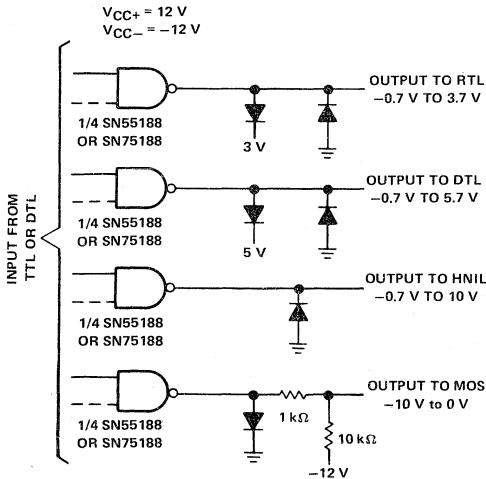 VCC+ = 12 V
VCC− = −12 V
INPUT FROM
TTL OR DTL
1/4 SN55188
OR SN75188
3 V
OUTPUT TO RTL
−0.7 V TO 3.7 V
1/4 SN55188
OR SN75188
5 V
OUTPUT TO DTL
−0.7 V TO 5.7 V
1/4 SN55188
OR SN75188
OUTPUT TO HNIL
−0.7 V TO 10 V
1/4 SN55188
OR SN75188
1 kΩ
10 kΩ
−12 V
OUTPUT TO MOS
−10 V to 0 V